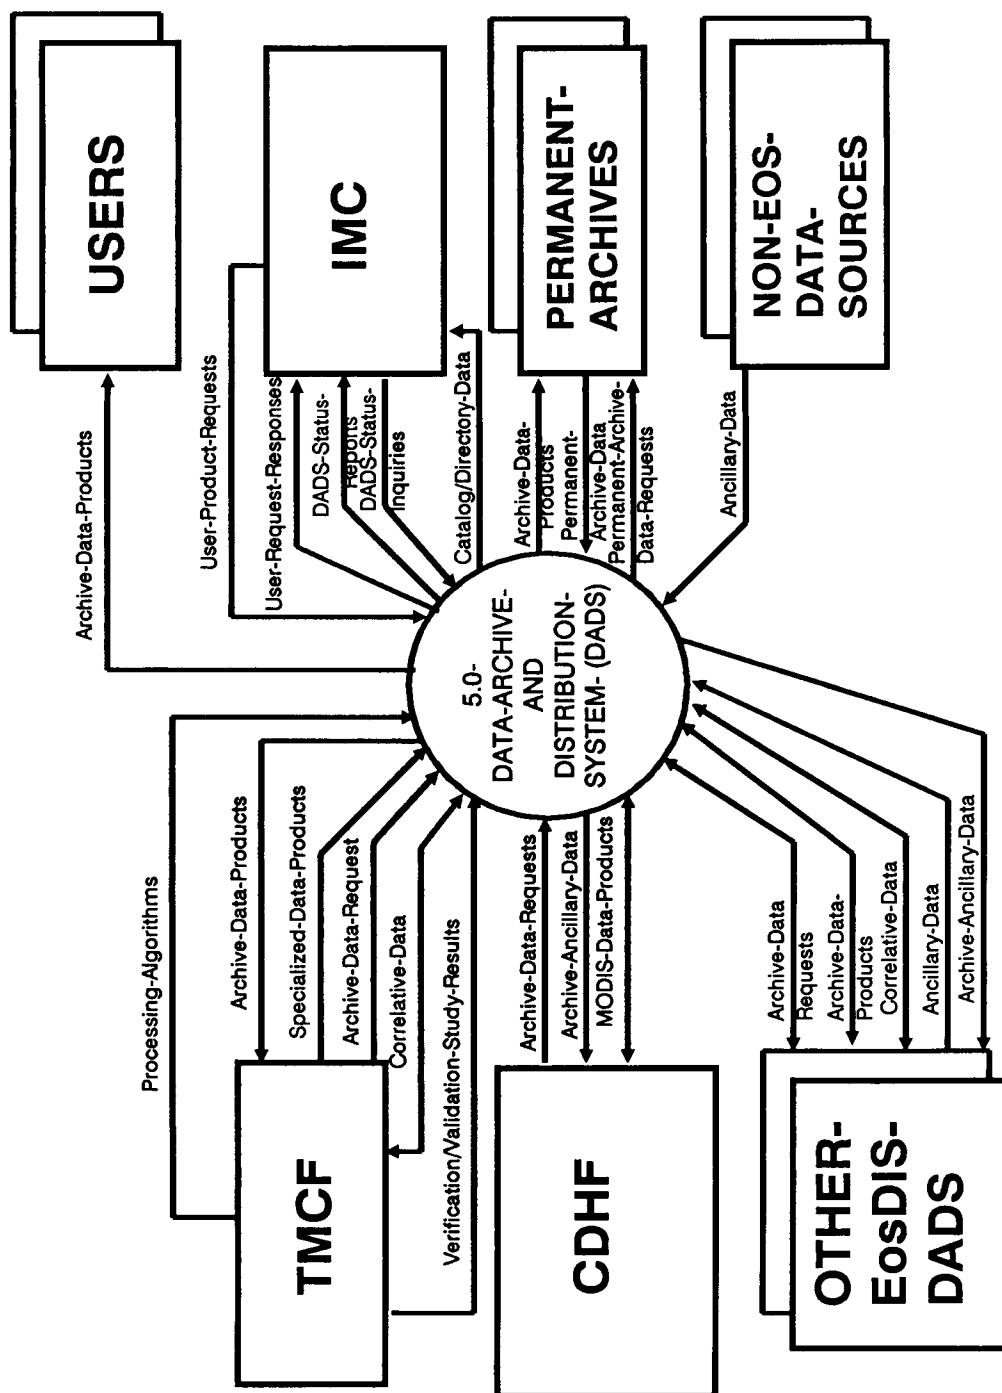 TMCF
Processing-Algorithms
Archive-Data-Products
Specialized-Data-Products
Archive-Data-Request
Correlative-Data
Verification/Validation-Study-Results
CDHF
Archive-Data-Requests
Archive-Ancillary-Data
MODIS-Data-Products
OTHER-
EosDIS-
DADS
Archive-Data
Requests
Archive-Data-
Products
Correlative-Data
Ancillary-Data
Archive-Ancillary-Data
5.0-
DATA-ARCHIVE-
AND
DISTRIBUTION-
SYSTEM- (DADS)
USERS
Archive-Data-Products
IMC
User-Product-Requests
User-Request-Responses
DADS-Status-
Reports
DADS-Status-
Inquiries
Catalog/Directory-Data
PERMANENT-
ARCHIVES
Archive-Data-
Products
Permanent-
Archive-Data
Permanent-Archive-
Data-Requests
NON-EOS-
DATA-
SOURCES
Ancillary-Data